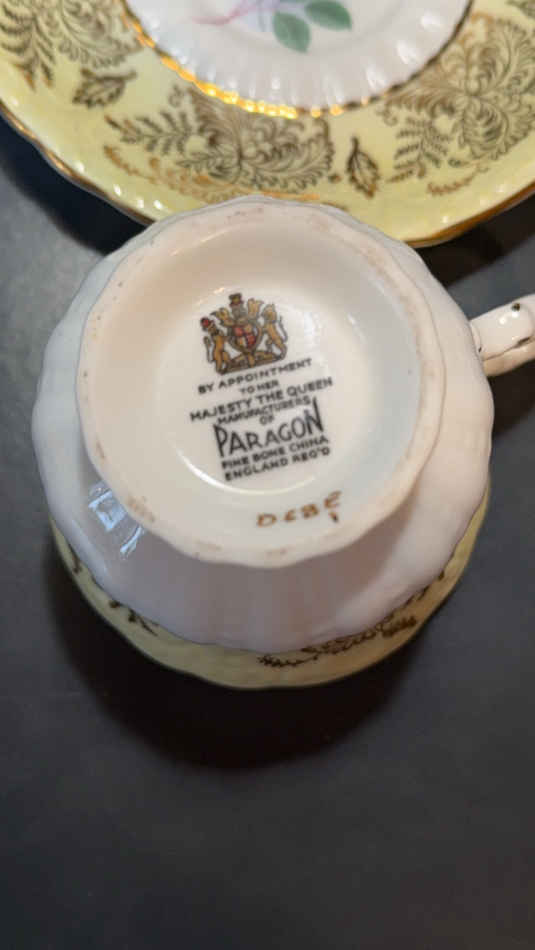 BY APPOINTMENT
TO HER
MAJESTY THE QUEEN
MANUFACTURERS
OF
PARAGON
FINE BONE CHINA
ENGLAND REG'D